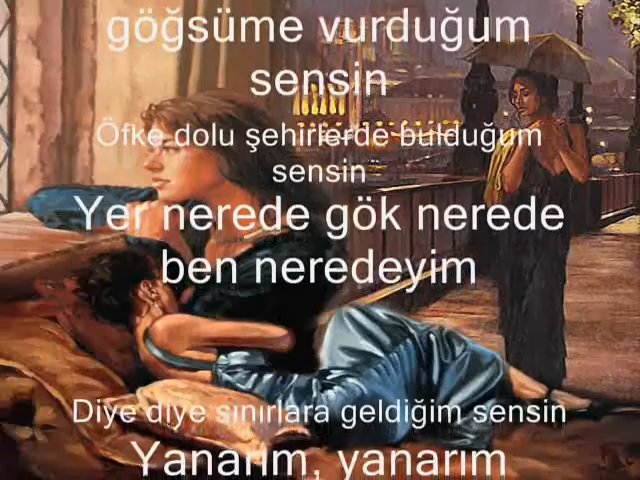 göğsüme vurduğum
sensin
Öfke dolu şehirlerde bulduğum
sensin
Yer nerede gök nerede
ben neredeyim
Diye diye sınırlara geldiğim sensin
Yanarım, yanarım